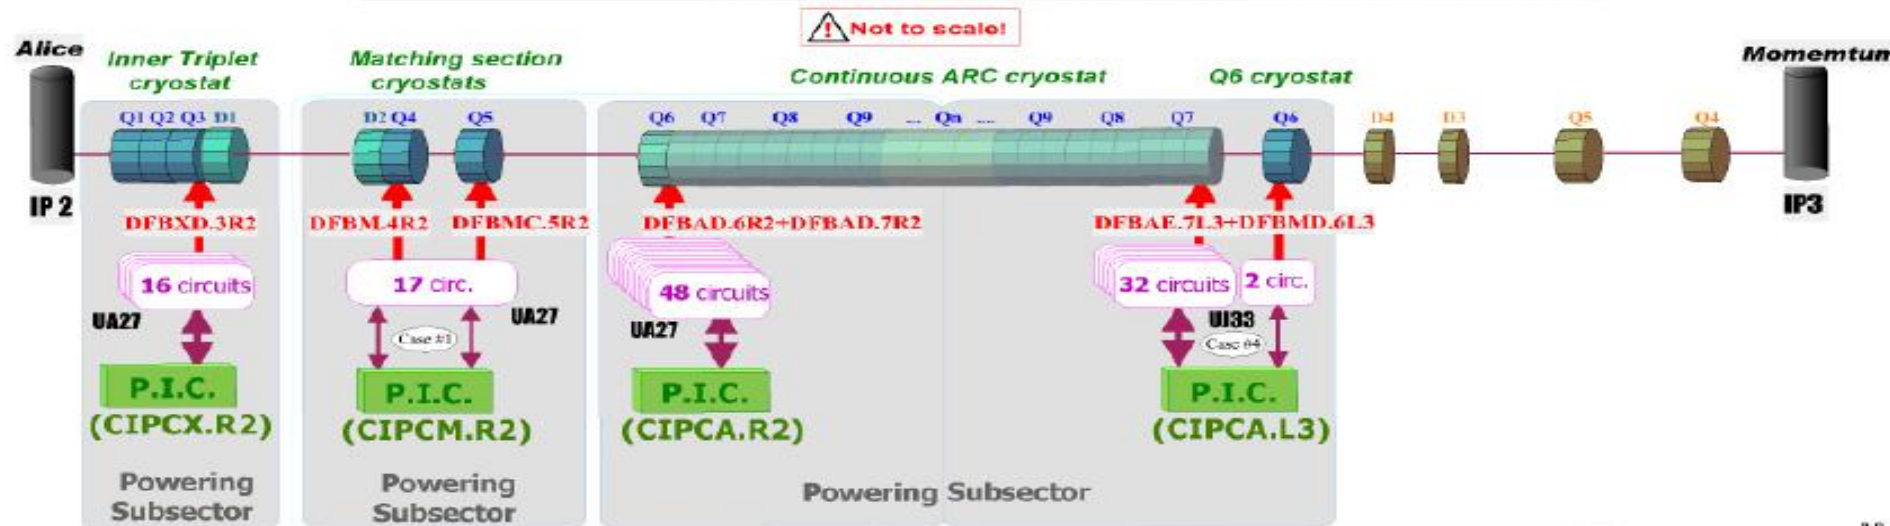 Not to scale!
Alice
Momemtum
Inner Triplet
cryostat
Matching section
cryostats
Continuous ARC cryostat
Q6 cryostat
Q1 Q2 Q3 D1
D2 Q4
Q5
Q6 Q7 Q8 Q9 ... Qn .... Q9 Q8 Q7
Q6
D4
D3
Q5
Q4
IP 2
IP3
DFBXD.3R2
DFBM.4R2
DFBMC.5R2
DFBAD.6R2+DFBAD.7R2
DFBAE.7L3+DFBMD.6L3
16 circuits
17 circ.
48 circuits
32 circuits
2 circ.
UA27
UA27
UA27
UJ33
Case #1
Case #4
P.I.C.
(CIPCX.R2)
P.I.C.
(CIPCM.R2)
P.I.C.
(CIPCA.R2)
P.I.C.
(CIPCA.L3)
Powering
Subsector
Powering
Subsector
Powering Subsector